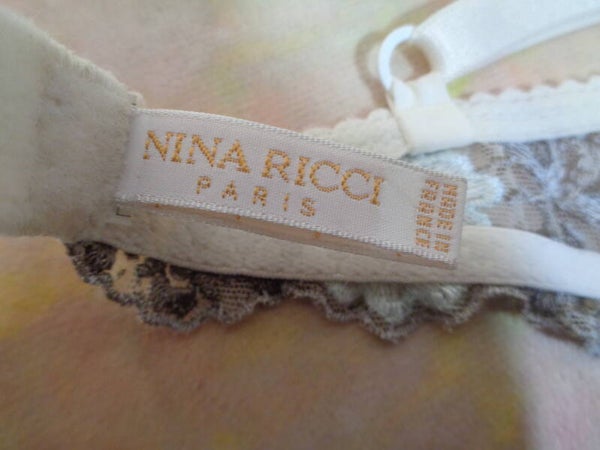 NINA RICCI
PARIS
MADE IN
FRANCE